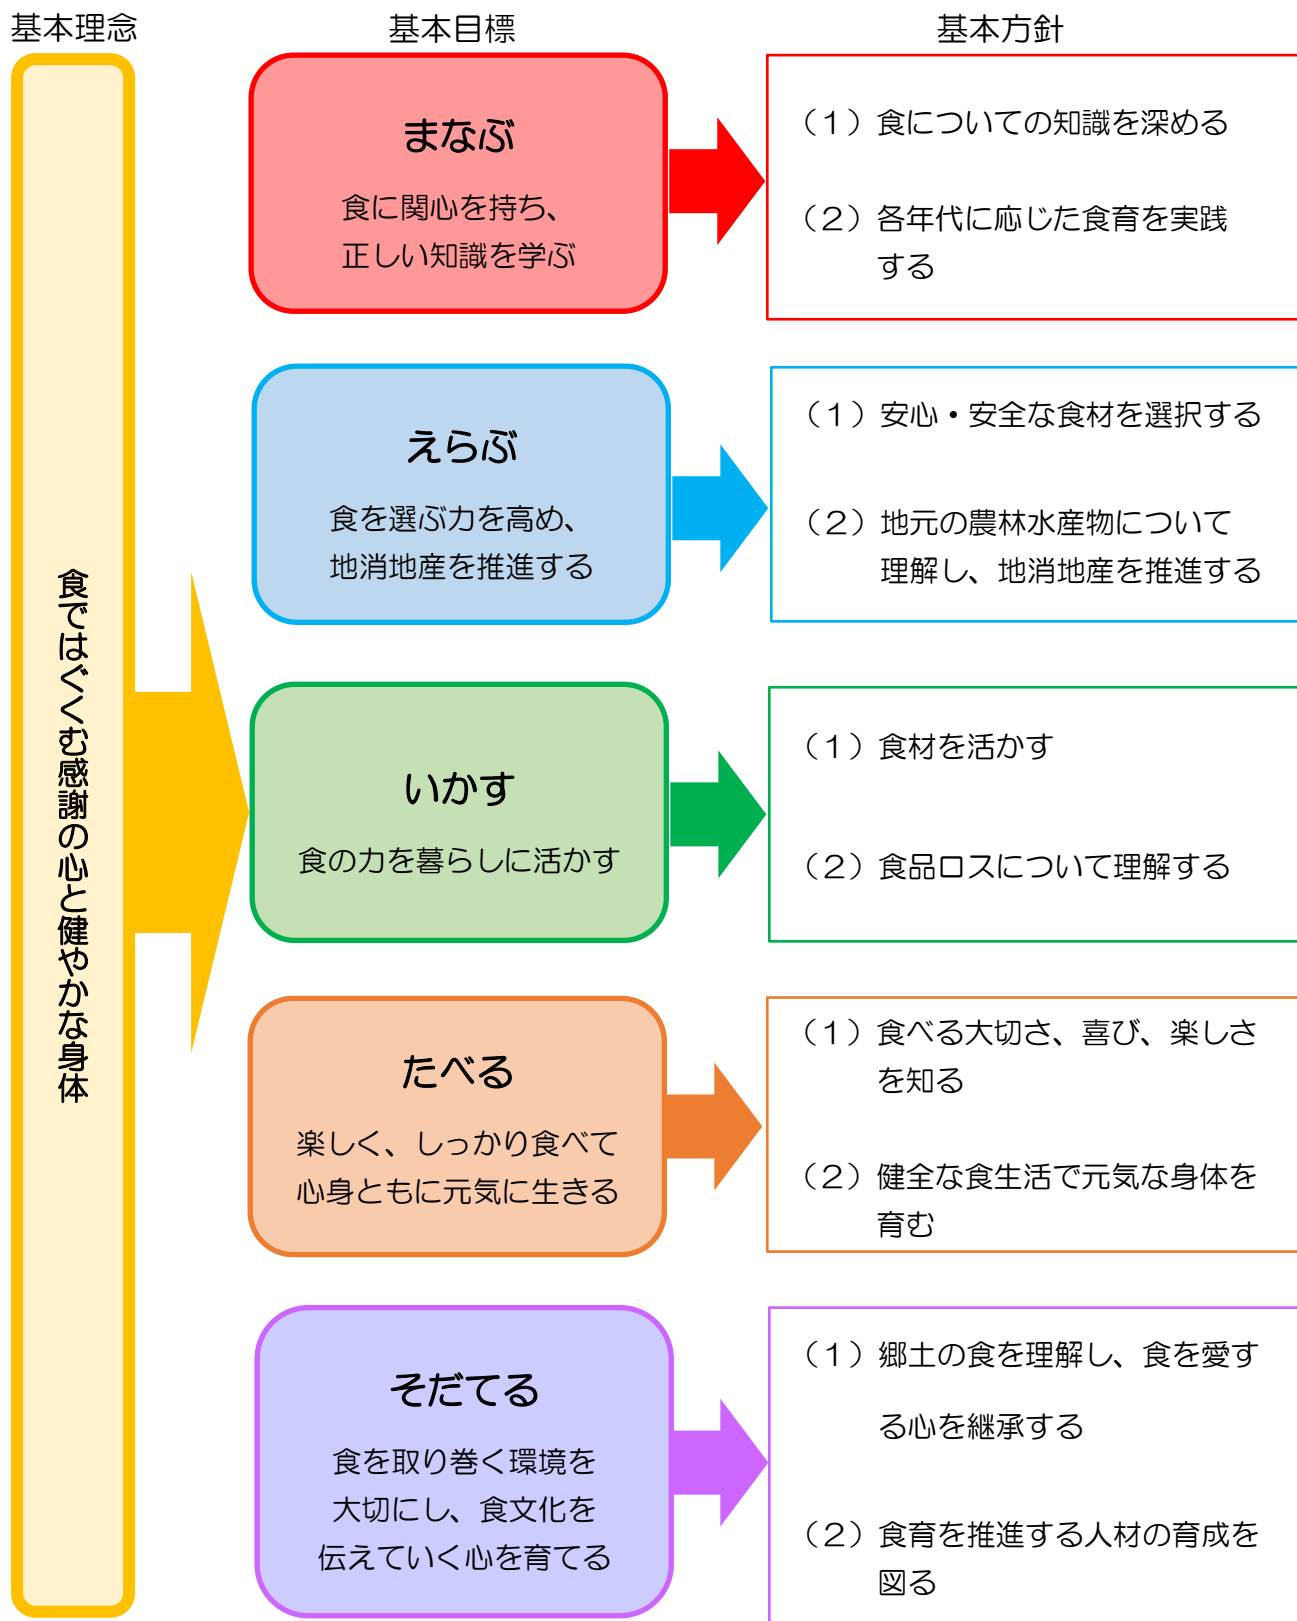 基本理念
基本目標
基本方針
食ではぐくむ感謝の心と健やかな身体
まなぶ
食に関心を持ち、
正しい知識を学ぶ
（１）食についての知識を深める
（２）各年代に応じた食育を実践
する
えらぶ
食を選ぶ力を高め、
地消地産を推進する
（１）安心・安全な食材を選択する
（２）地元の農林水産物について
理解し、地消地産を推進する
いかす
食の力を暮らしに活かす
（１）食材を活かす
（２）食品ロスについて理解する
たべる
楽しく、しっかり食べて
心身ともに元気に生きる
（１）食べる大切さ、喜び、楽しさ
を知る
（２）健全な食生活で元気な身体を
育む
そだてる
食を取り巻く環境を
大切にし、食文化を
伝えていく心を育てる
（１）郷土の食を理解し、食を愛す
る心を継承する
（２）食育を推進する人材の育成を
図る